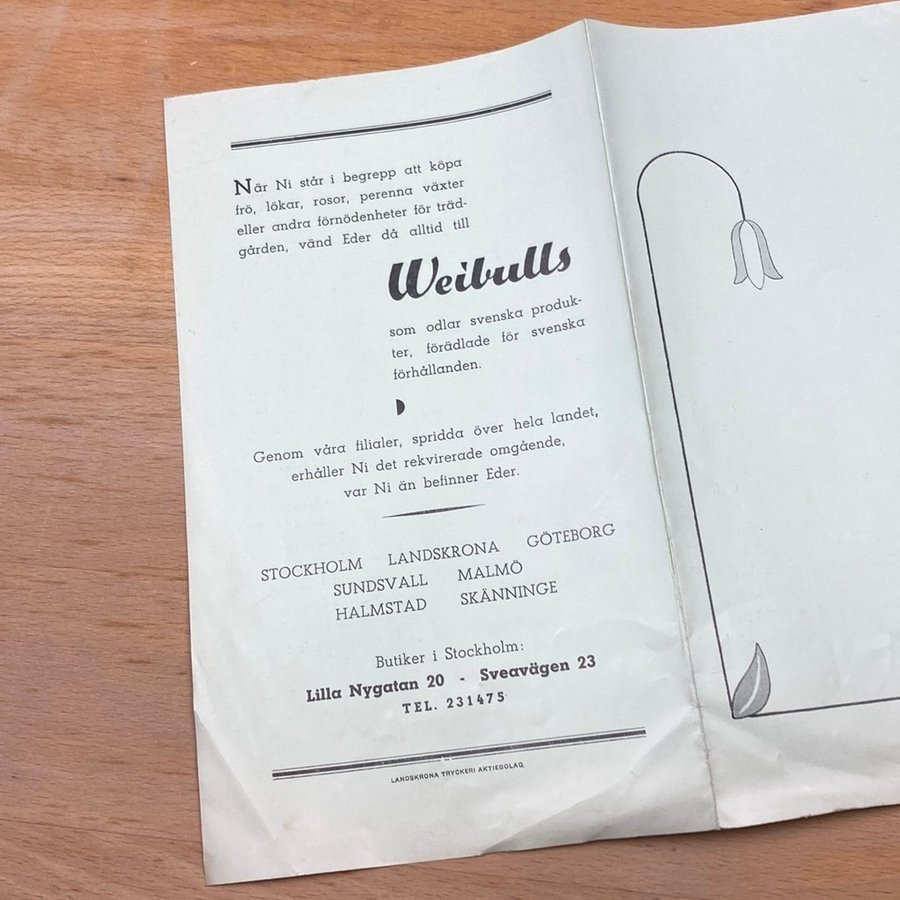 När Ni står i begrepp att köpa
frö, lökar, rosor, perenna växter
eller andra förnödenheter för träd-
gården, vänd Eder då alltid till
Weibulls
som odlar svenska produk-
ter, förädlade för svenska
förhållanden.
Genom våra filialer, spridda över hela landet,
erhåller Ni det rekvirerade omgående,
var Ni än befinner Eder.
STOCKHOLM LANDSKRONA GÖTEBORG
SUNDSVALL MALMÖ
HALMSTAD SKÄNNINGE
Butiker i Stockholm:
Lilla Nygatan 20 - Sveavägen 23
TEL. 231475
LANDSKRONA TRYCKERI AKTIEBOLAG